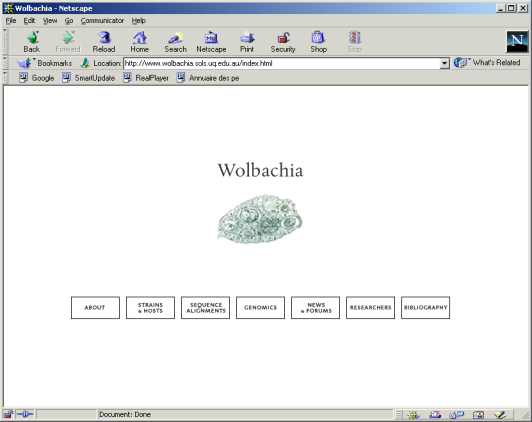 Wolbachia - Netscape
File Edit View Go Communicator Help
Back Forward Reload Home Search Netscape Print Security Shop Stop
N
Bookmarks Location: http://www.wolbachia.sols.uq.edu.au/index.html What's Related
Google SmartUpdate RealPlayer Annuaire des pe
Wolbachia
ABOUT
STRAINS
& HOSTS
SEQUENCE
ALIGNMENTS
GENOMICS
NEWS
& FORUMS
RESEARCHERS
BIBLIOGRAPHY
Document: Done